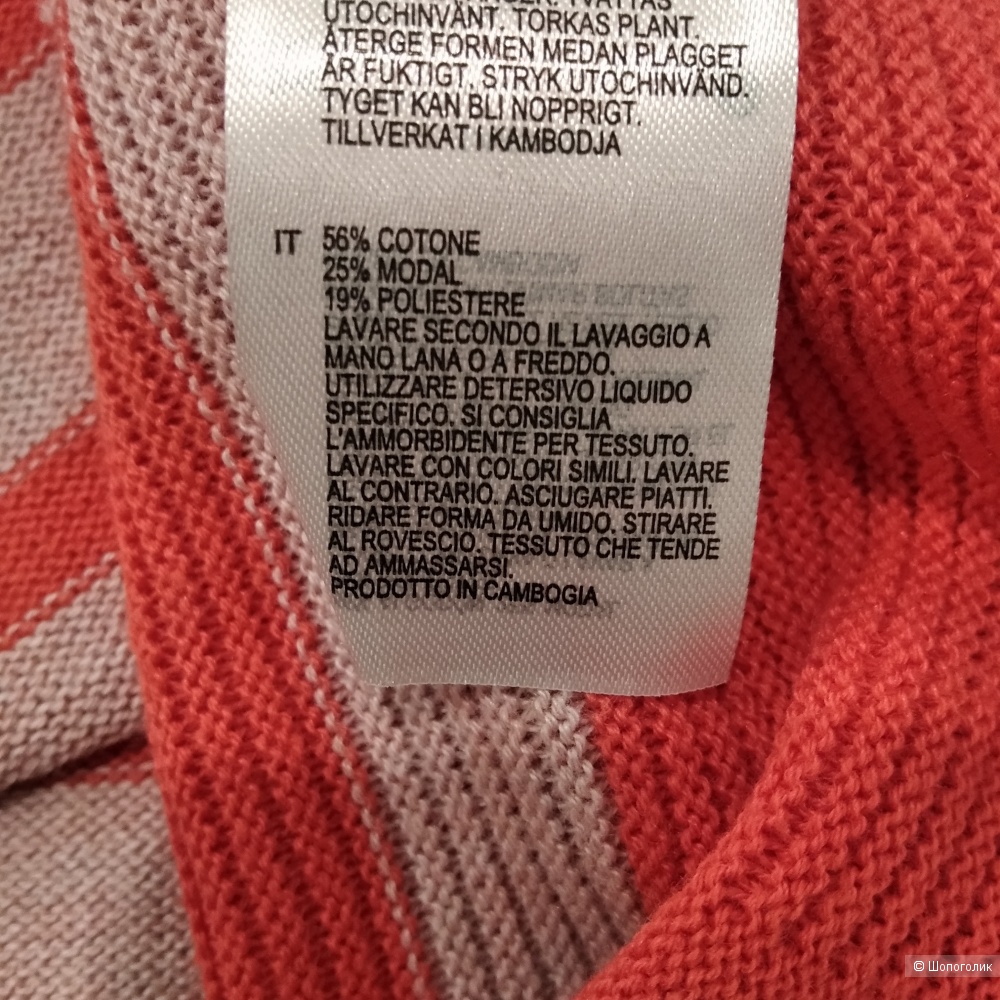 UTOCHINVÄNT. TORKAS PLANT.
ÅTERGE FORMEN MEDAN PLAGGET
ÄR FUKTIGT. STRYK UTOCHINVÄND.
TYGET KAN BLI NOPPRIGT.
TILLVERKAT I KAMBODJA
IT 56% COTONE
25% MODAL
19% POLIESTERE
LAVARE SECONDO IL LAVAGGIO A
MANO LANA O A FREDDO.
UTILIZZARE DETERSIVO LIQUIDO
SPECIFICO. SI CONSIGLIA
L'AMMORBIDENTE PER TESSUTO.
LAVARE CON COLORI SIMILI. LAVARE
AL CONTRARIO. ASCIUGARE PIATTI.
RIDARE FORMA DA UMIDO. STIRARE
AL ROVESCIO. TESSUTO CHE TENDE
AD AMMASSARSI.
PRODOTTO IN CAMBOGIA
© Шопоголик